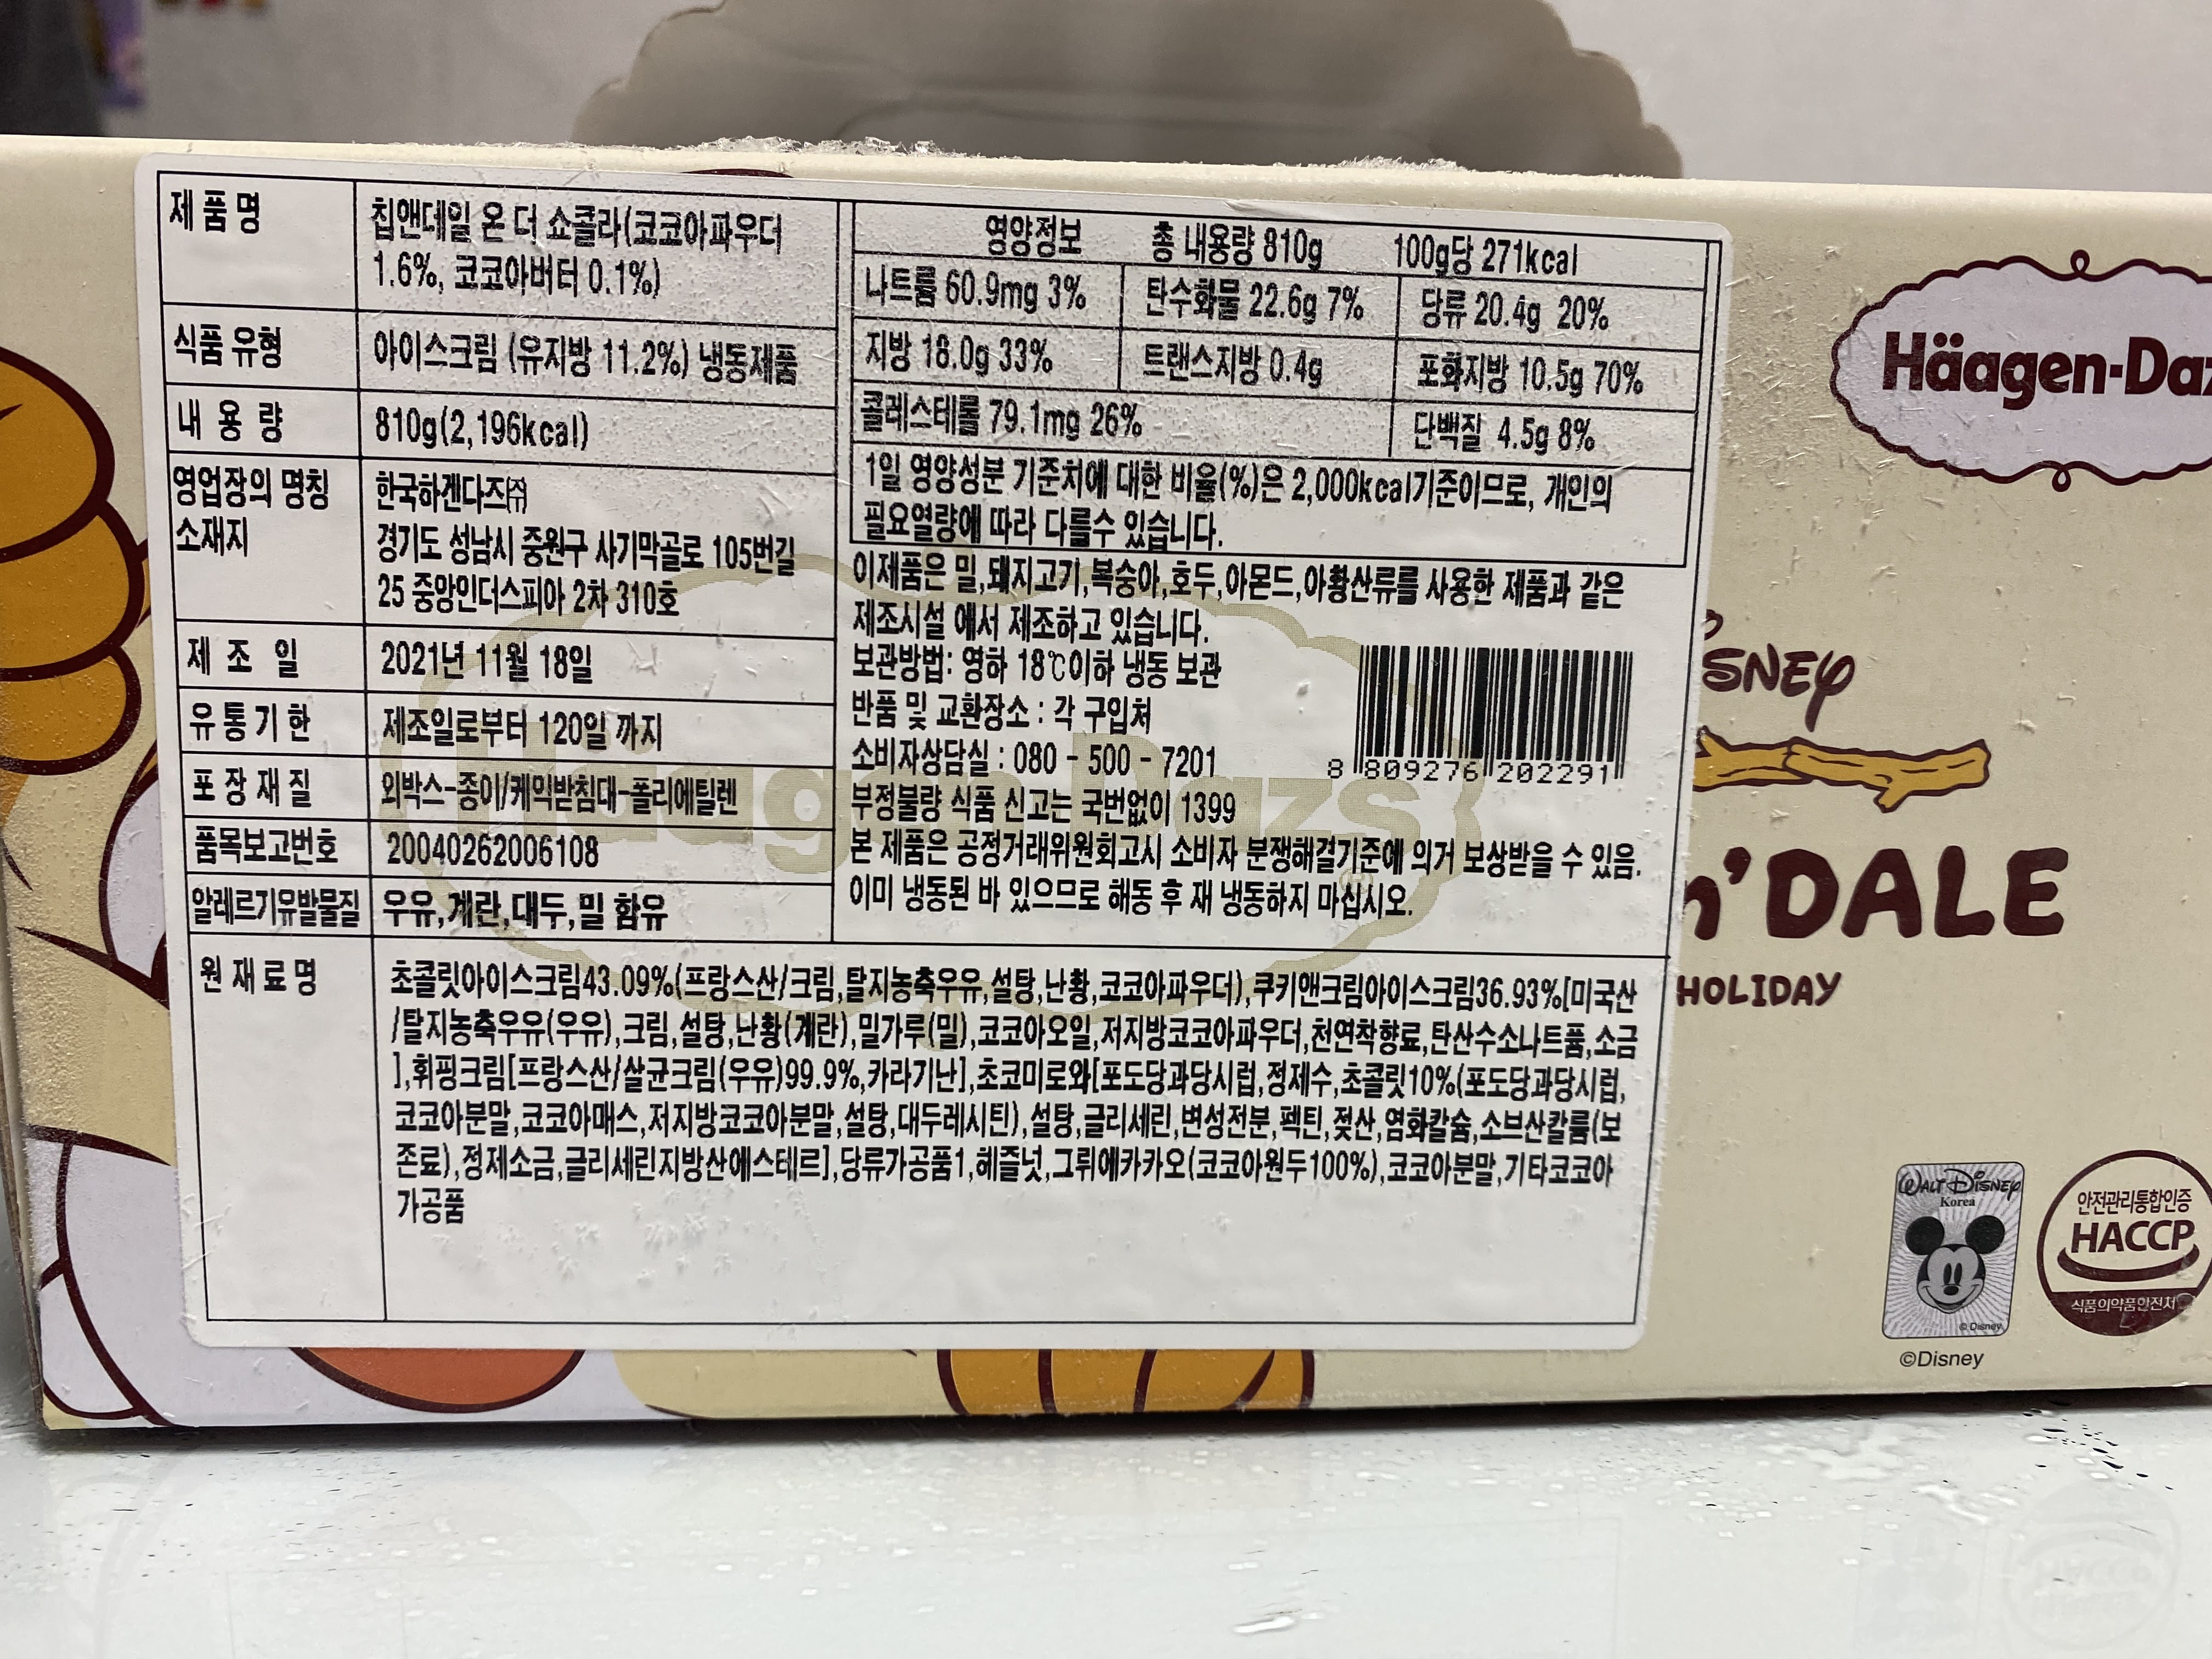 제품명
칩앤데일 온 더 쇼콜라(코코아파우더
1.6%, 코코아버터 0.1%)
식품 유형
아이스크림 (유지방 11.2%) 냉동제품
내용량
810g(2,196kcal)
영업장의 명칭
소재지
한국하겐다즈㈜
경기도 성남시 중원구 사기막골로 105번길
25 중앙인더스피아 2차 310호
제조일
2021년 11월 18일
유통기한
제조일로부터 120일 까지
포장재질
외박스-종이/케익받침대-폴리에틸렌
품목보고번호
20040262006108
알레르기유발물질
우유,계란,대두,밀 함유
영양정보 총 내용량 810g 100g당 271kcal
나트륨 60.9mg 3% 탄수화물 22.6g 7% 당류 20.4g 20%
지방 18.0g 33% 트랜스지방 0.4g 포화지방 10.5g 70%
콜레스테롤 79.1mg 26% 단백질 4.5g 8%
1일 영양성분 기준치에 대한 비율(%)은 2,000kcal기준이므로, 개인의
필요열량에 따라 다를수 있습니다.
이제품은 밀,돼지고기,복숭아,호두,아몬드,아황산류를 사용한 제품과 같은
제조시설 에서 제조하고 있습니다.
보관방법: 영하 18℃이하 냉동 보관
반품 및 교환장소 : 각 구입처
소비자상담실 : 080 - 500 - 7201
부정불량 식품 신고는 국번없이 1399
본 제품은 공정거래위원회고시 소비자 분쟁해결기준에 의거 보상받을 수 있음.
이미 냉동된 바 있으므로 해동 후 재 냉동하지 마십시오.
8 809276 202291
원재료명
초콜릿아이스크림43.09%(프랑스산/크림,탈지농축우유,설탕,난황,코코아파우더),쿠키앤크림아이스크림36.93%[미국산
/탈지농축우유(우유),크림,설탕,난황(계란),밀가루(밀),코코아오일,저지방코코아파우더,천연착향료,탄산수소나트품,소금
],휘핑크림[프랑스산/살균크림(우유)99.9%,카라기난],초코미로와[포도당과당시럽,정제수,초콜릿10%(포도당과당시럽,
코코아분말,코코아매스,저지방코코아분말,설탕,대두레시틴),설탕,글리세린,변성전분,펙틴,젖산,염화칼슘,소브산칼륨(보
존료),정제소금,글리세린지방산에스테르],당류가공품1,헤즐넛,그뤼에카카오(코코아원두100%),코코아분말,기타코코아
가공품
Häagen-Daz
Häagen-Dazs
ISNEY
n'DALE
HOLIDAY
WALT DISNEY
Korea
© Disney
©Disney
안전관리통합인증
HACCP
식품의약품안전처